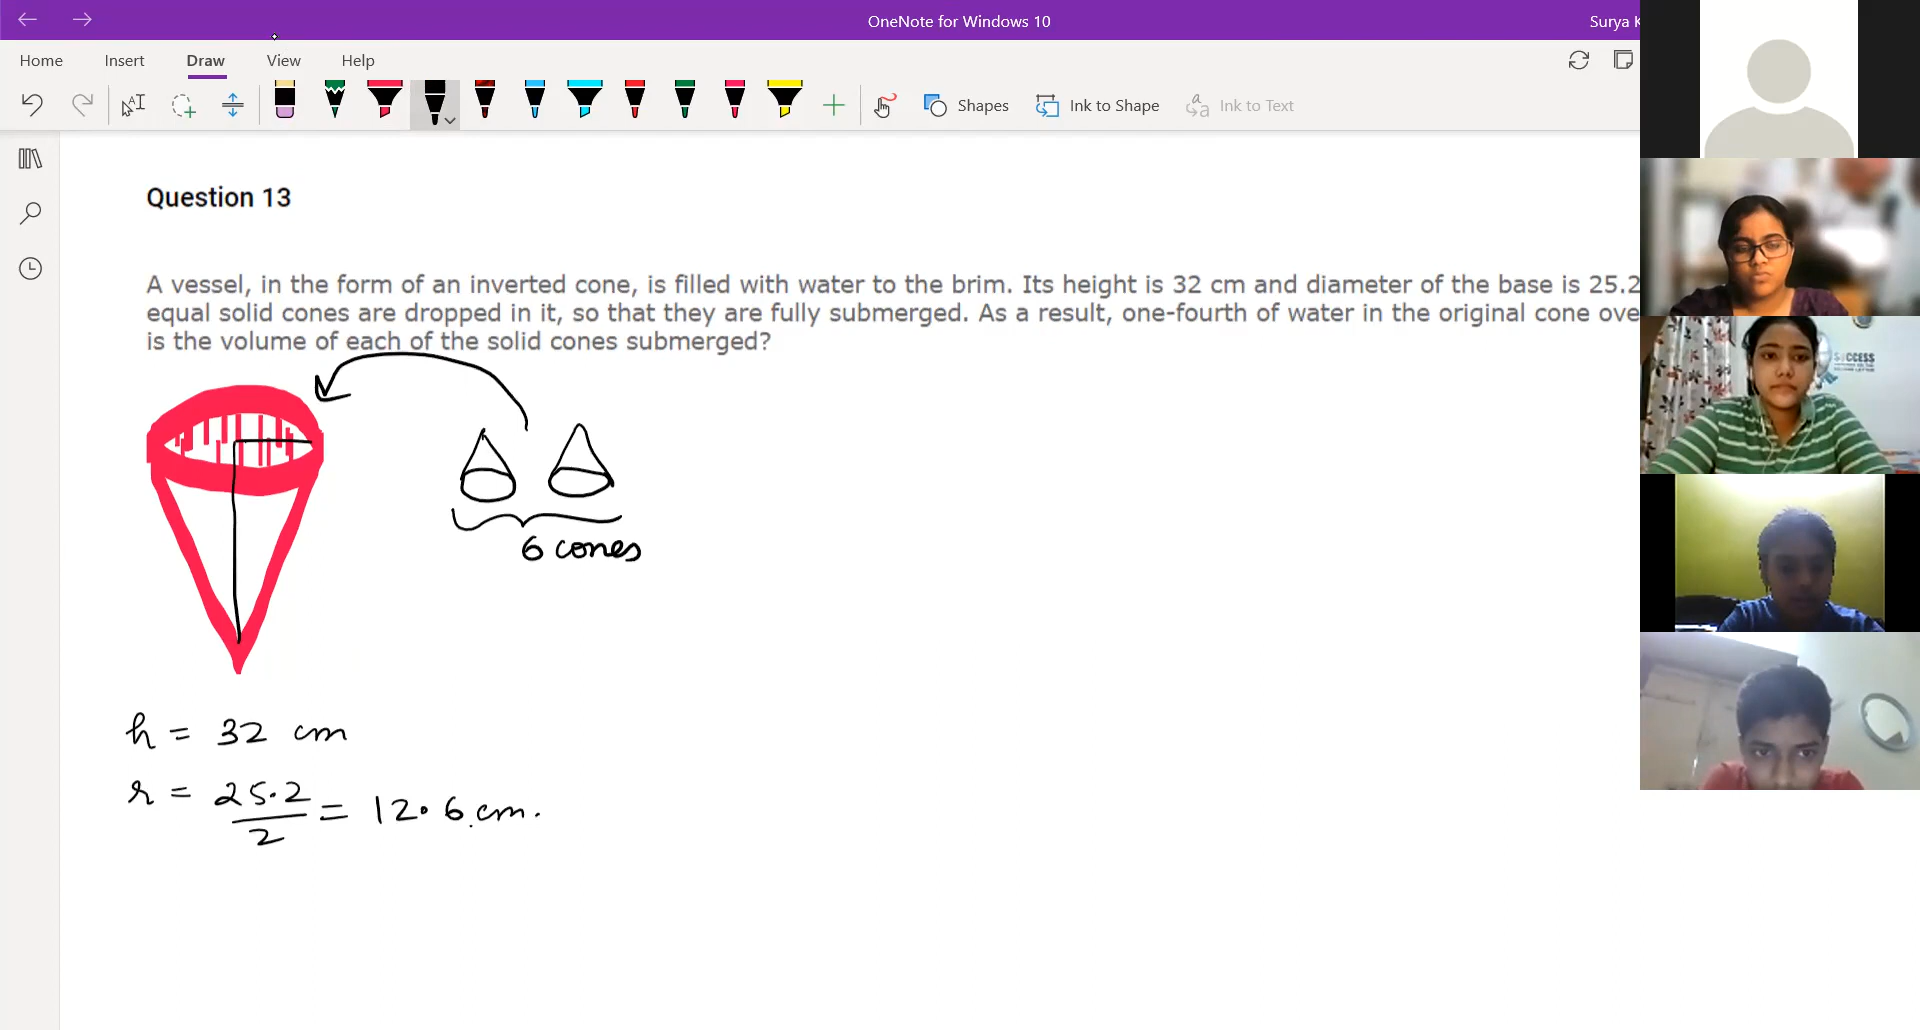 OneNote for Windows 10
Surya K
Home Insert Draw View Help
Shapes Ink to Shape Ink to Text
Question 13
A vessel, in the form of an inverted cone, is filled with water to the brim. Its height is 32 cm and diameter of the base is 25.2
equal solid cones are dropped in it, so that they are fully submerged. As a result, one-fourth of water in the original cone ove
is the volume of each of the solid cones submerged?
6 cones
h = 32 cm
r = 25.2/2 = 12.6 cm.
SUCCESS